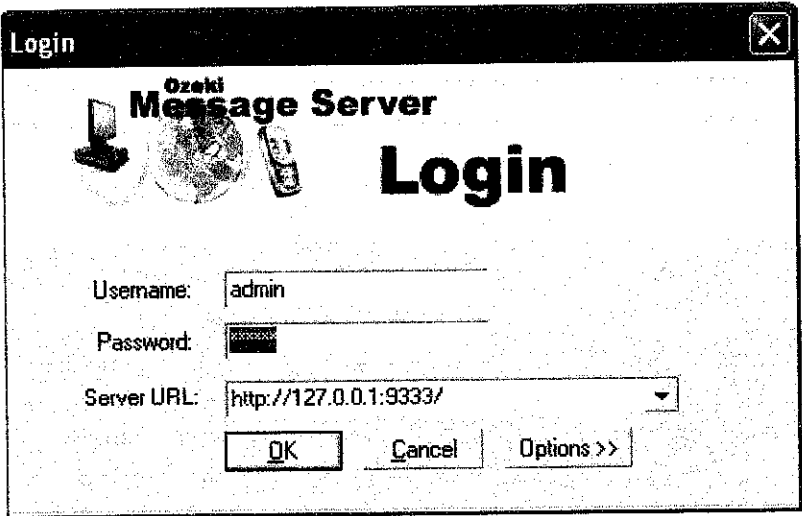 Login
Ozeki
Message Server
Login
Username: admin
Password:
Server URL: http://127.0.0.1:9333/
OK Cancel Options >>